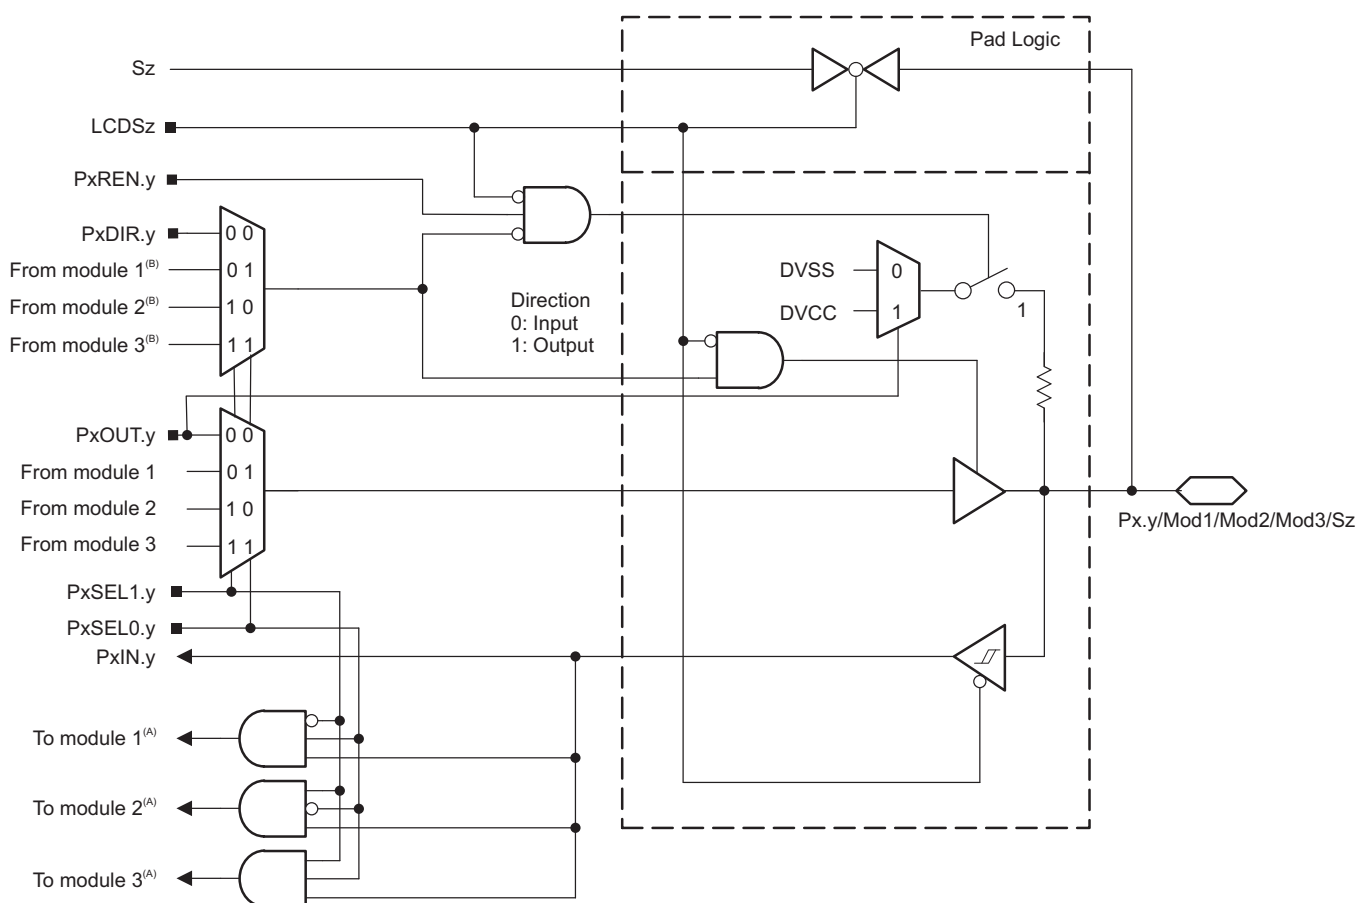 Pad Logic
Sz
LCDSz
PxREN.y
PxDIR.y
0 0
From module 1(B)
0 1
From module 2(B)
1 0
From module 3(B)
1 1
Direction
0: Input
1: Output
DVSS
0
DVCC
1
1
PxOUT.y
0 0
From module 1
0 1
From module 2
1 0
From module 3
1 1
Px.y/Mod1/Mod2/Mod3/Sz
PxSEL1.y
PxSEL0.y
PxIN.y
To module 1(A)
To module 2(A)
To module 3(A)